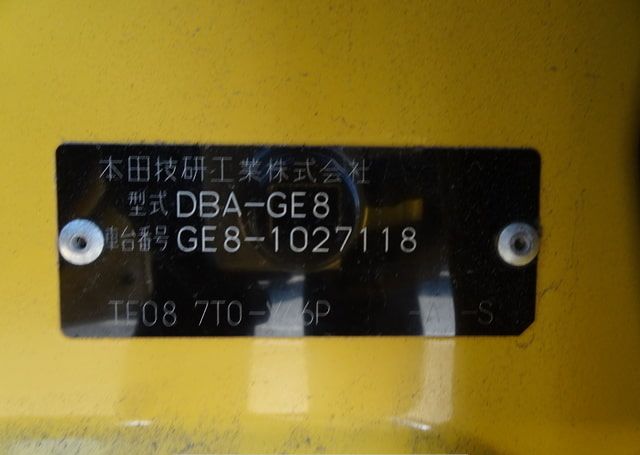 本田技研工業株式会社
型式 DBA-GE8
車台番号 GE8-1027118
7T0- -A -S